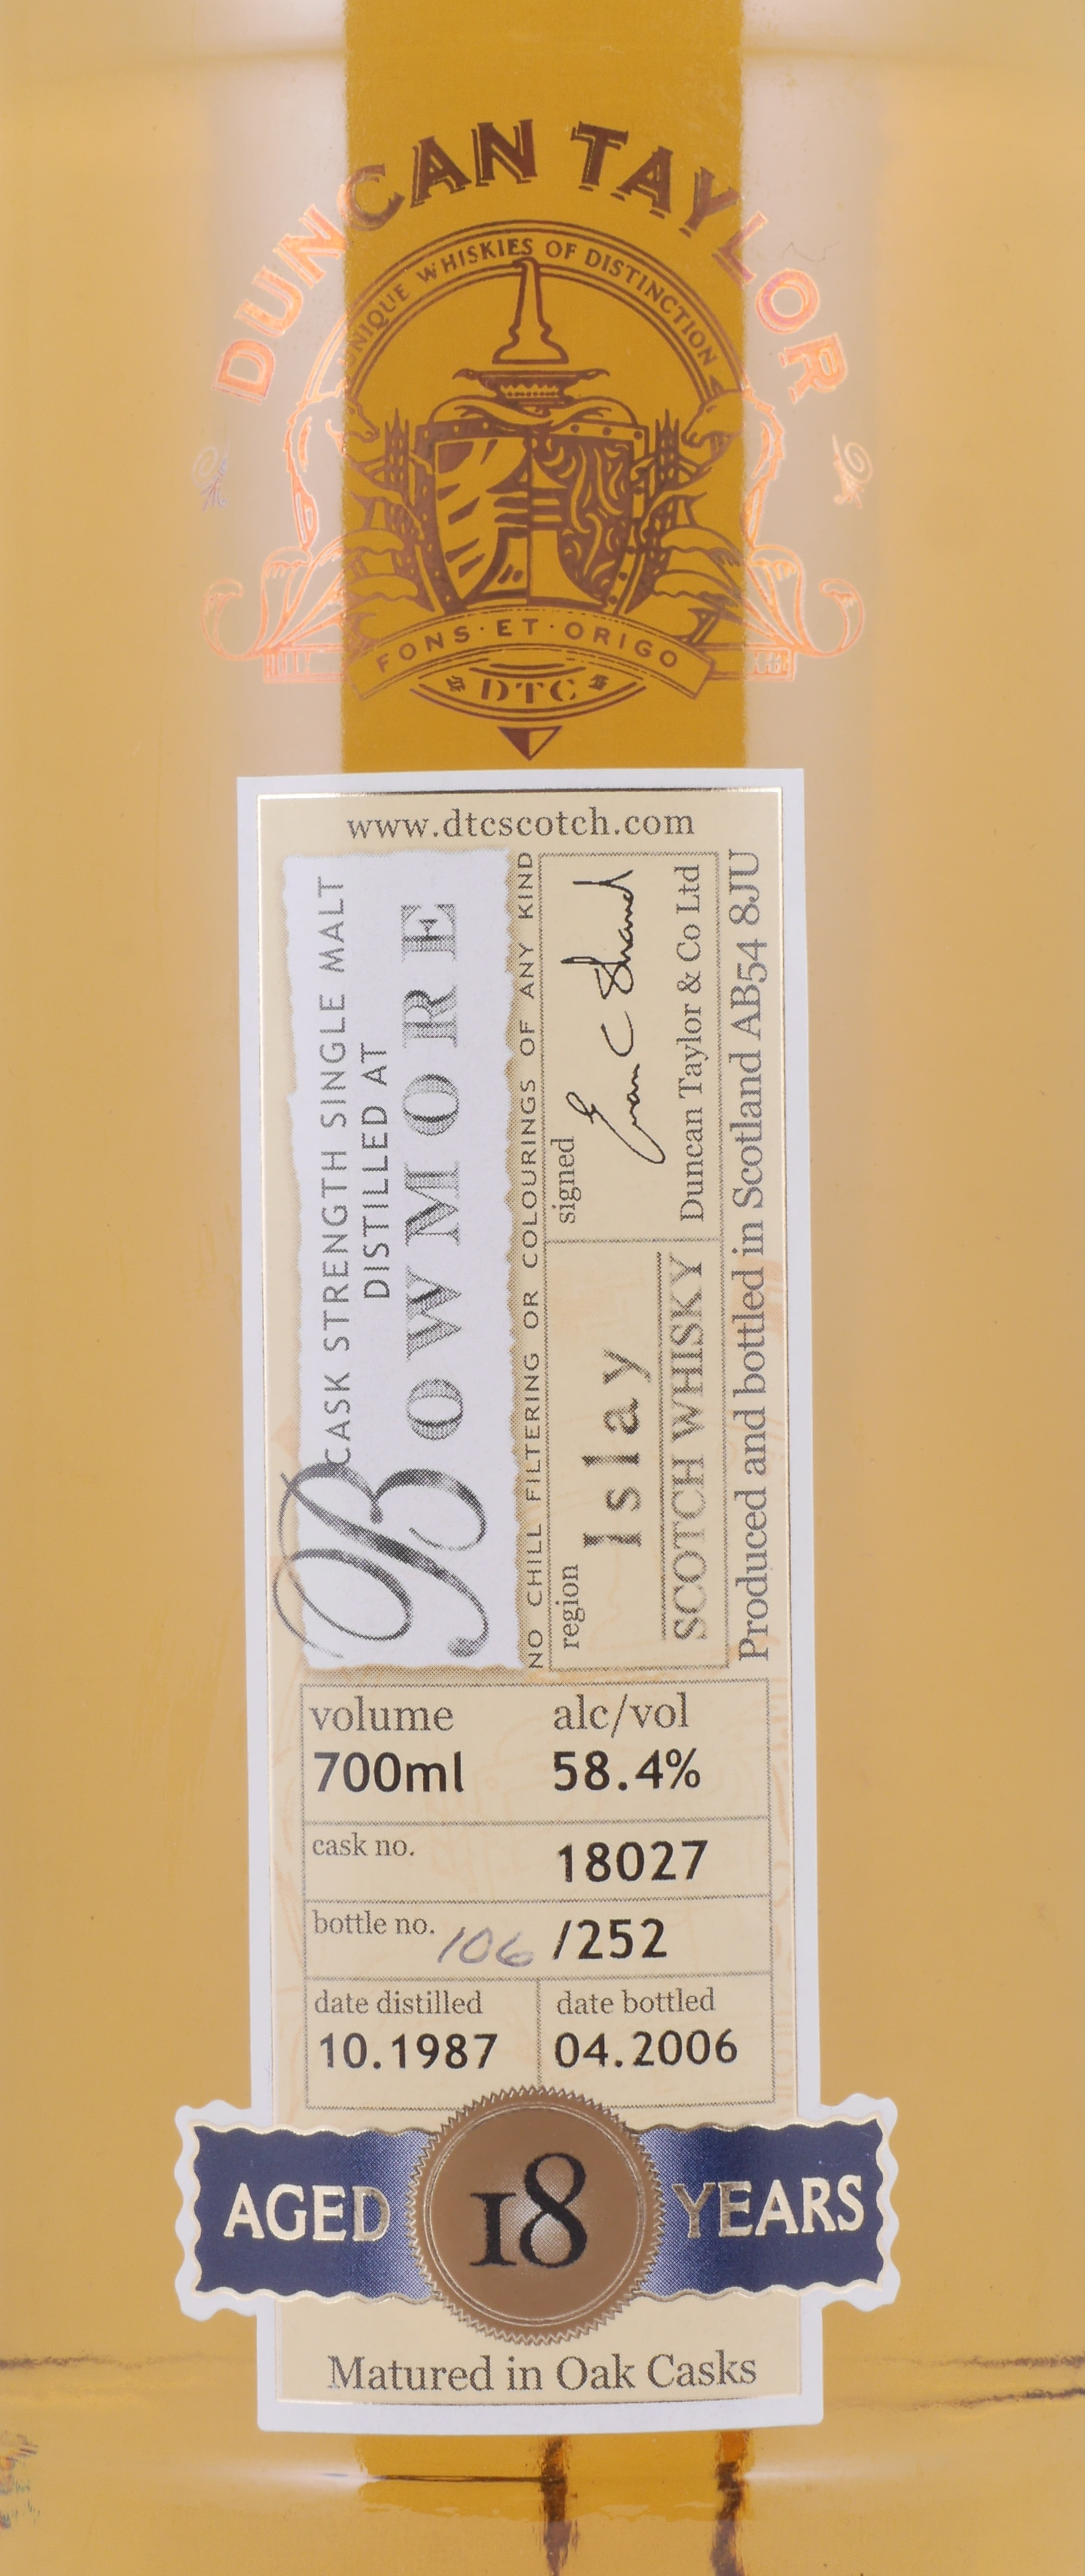 DUNCAN TAYLOR
UNIQUE WHISKIES OF DISTINCTION
FONS·ET·ORIGO
DTC
www.dtcscotch.com
CASK STRENGTH SINGLE MALT
DISTILLED AT
BOWMORE
NO CHILL FILTERING OR COLOURINGS OF ANY KIND
region
Islay
SCOTCH WHISKY
signed
Euan C Shand
Duncan Taylor & Co Ltd
Produced and bottled in Scotland AB54 8JU
volume alc/vol
700ml 58.4%
cask no. 18027
bottle no. 106 /252
date distilled date bottled
10.1987 04.2006
AGED 18 YEARS
Matured in Oak Casks